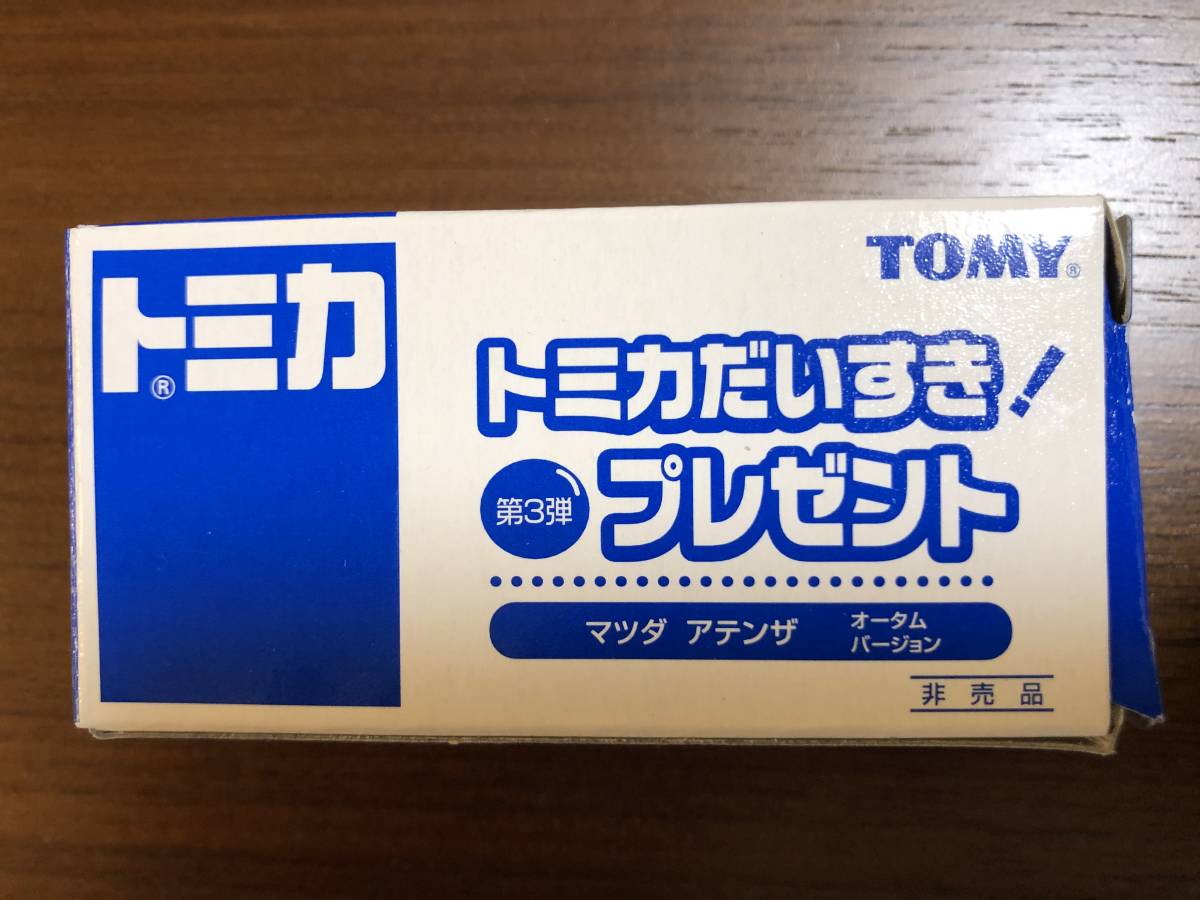 トミカ®
TOMY®
トミカだいすき!
第3弾 プレゼント
マツダ アテンザ オータム
バージョン
非売品